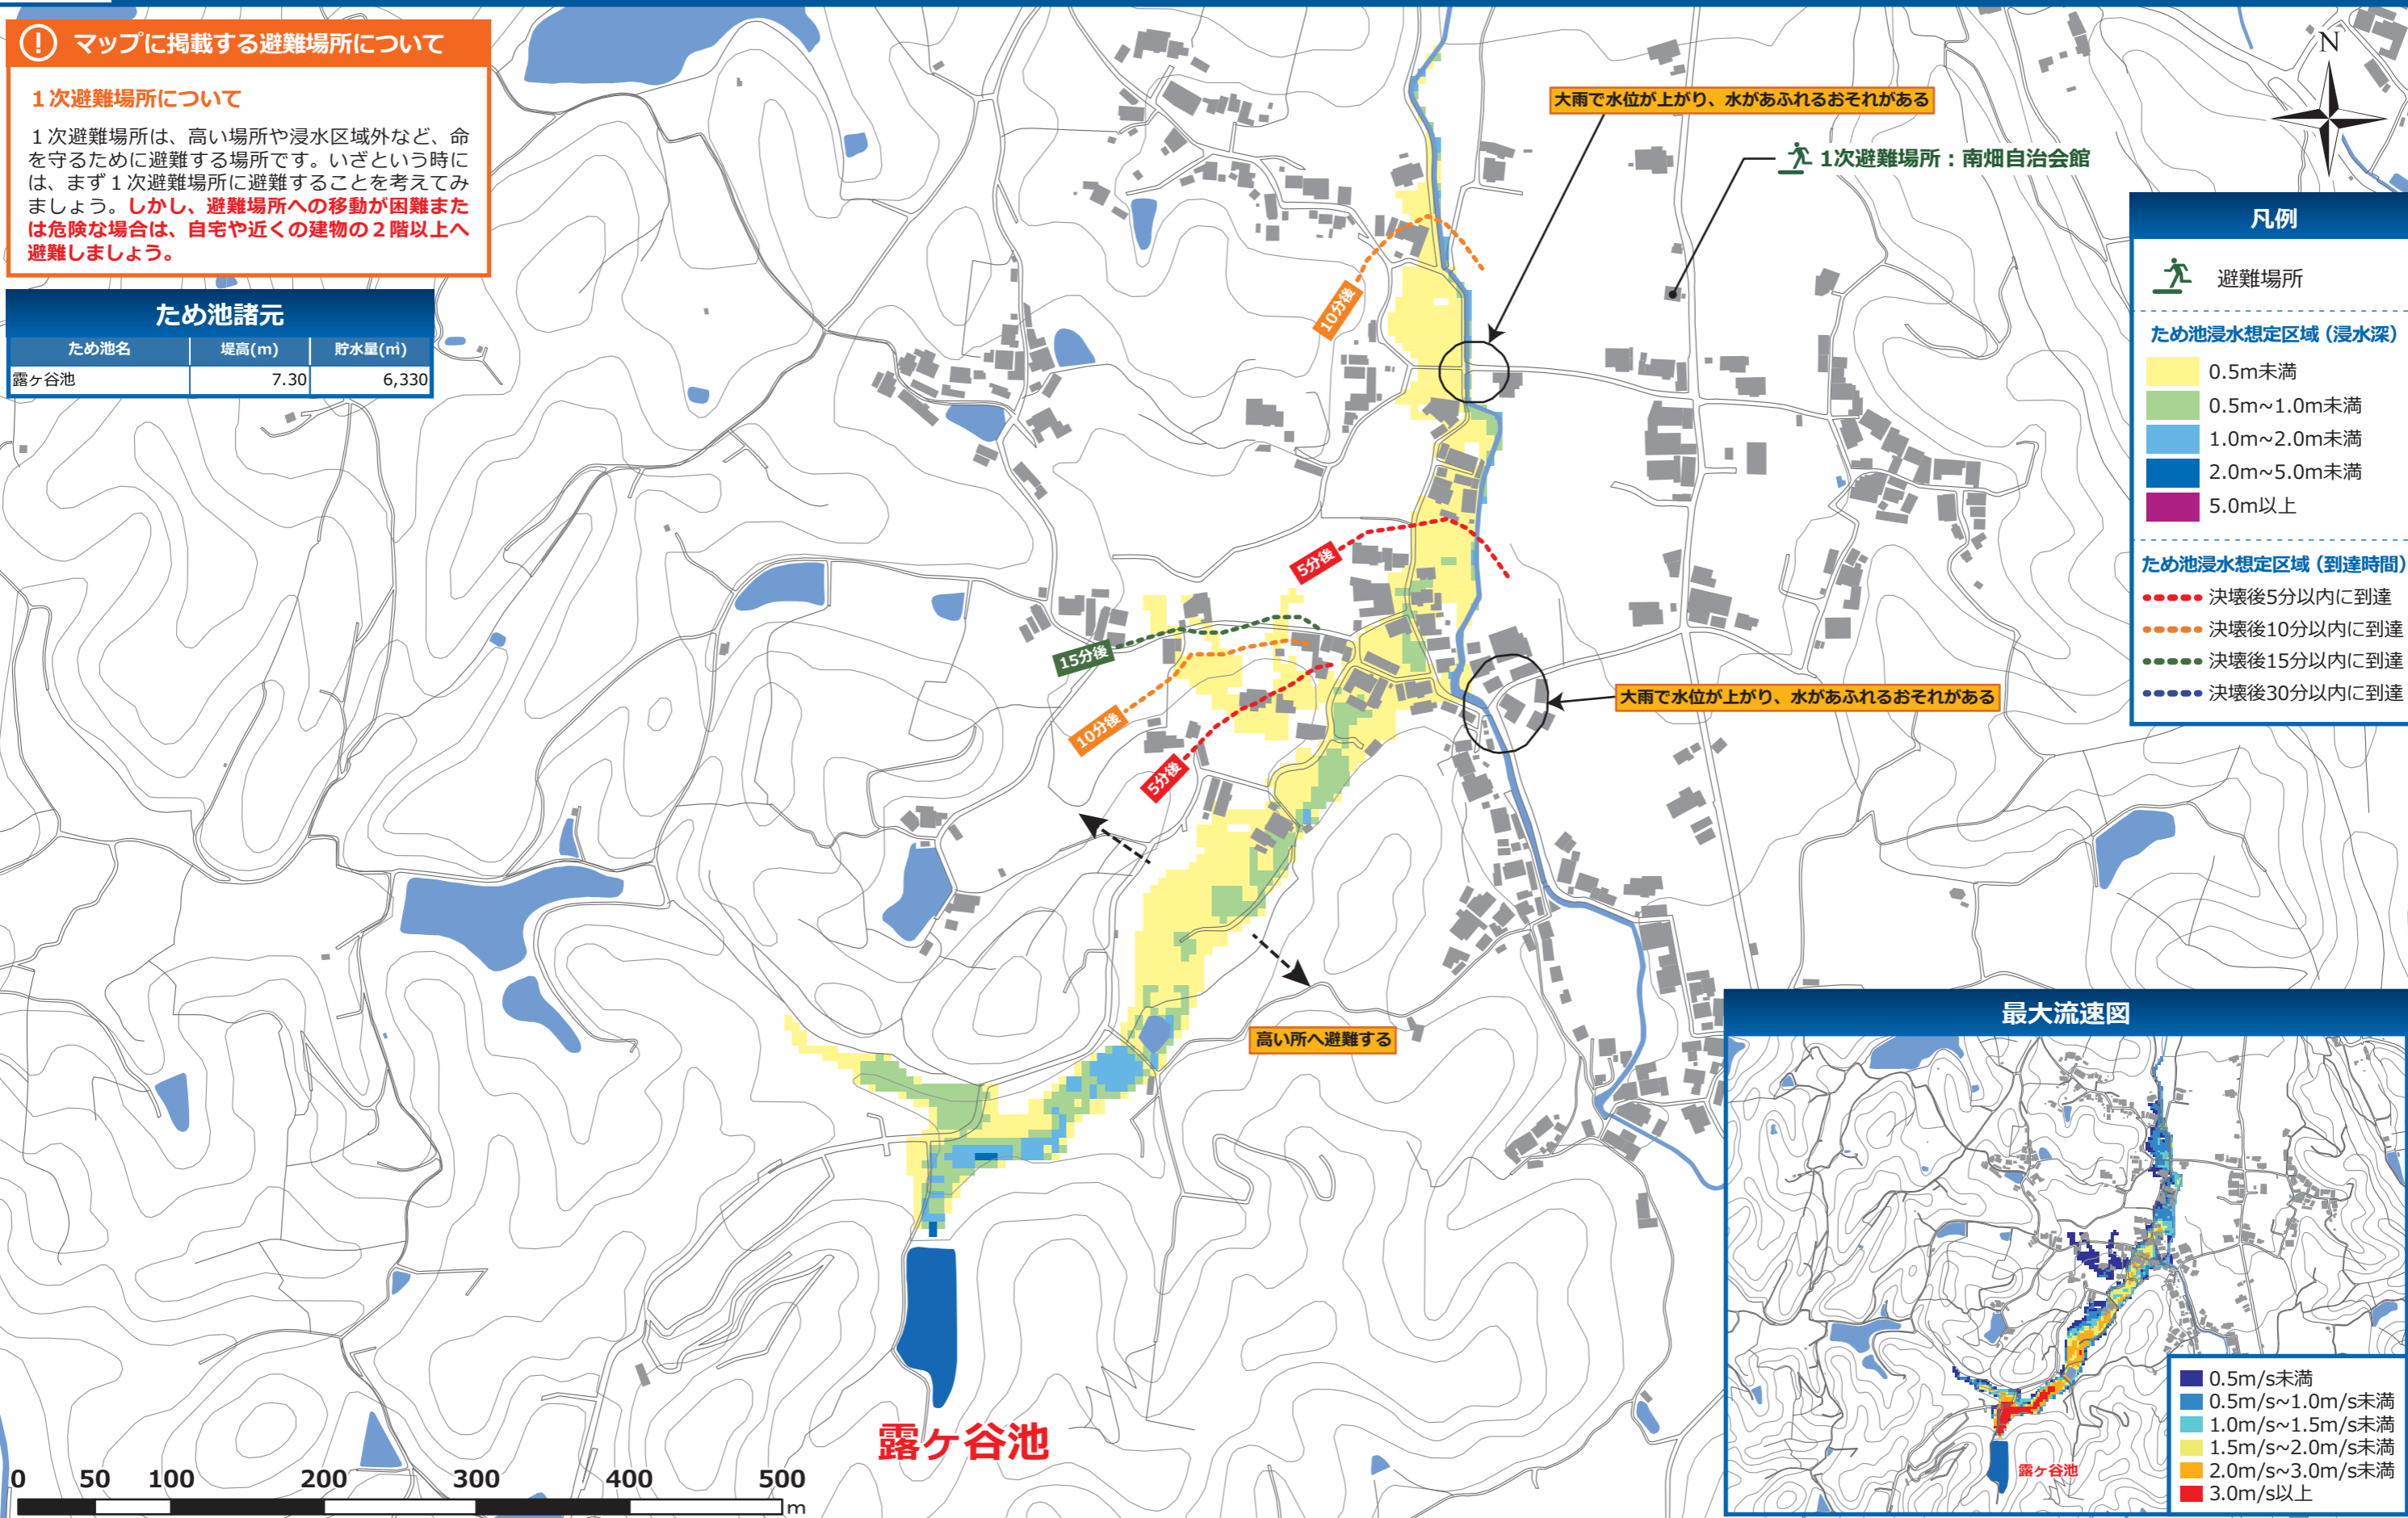 マップに掲載する避難場所について
1次避難場所について
1次避難場所は、高い場所や浸水区域外など、命
を守るために避難する場所です。いざという時に
は、まず1次避難場所に避難することを考えてみ
ましょう。しかし、避難場所への移動が困難また
は危険な場合は、自宅や近くの建物の2階以上へ
避難しましょう。
ため池諸元
ため池名 堤高(m) 貯水量(㎥)
露ヶ谷池 7.30 6,330
大雨で水位が上がり、水があふれるおそれがある
1次避難場所：南畑自治会館
N
凡例
避難場所
ため池浸水想定区域（浸水深）
0.5m未満
0.5m~1.0m未満
1.0m~2.0m未満
2.0m~5.0m未満
5.0m以上
ため池浸水想定区域（到達時間）
決壊後5分以内に到達
決壊後10分以内に到達
決壊後15分以内に到達
決壊後30分以内に到達
10分後
5分後
15分後
10分後
5分後
大雨で水位が上がり、水があふれるおそれがある
高い所へ避難する
露ヶ谷池
0 50 100 200 300 400 500
m
最大流速図
露ヶ谷池
0.5m/s未満
0.5m/s~1.0m/s未満
1.0m/s~1.5m/s未満
1.5m/s~2.0m/s未満
2.0m/s~3.0m/s未満
3.0m/s以上